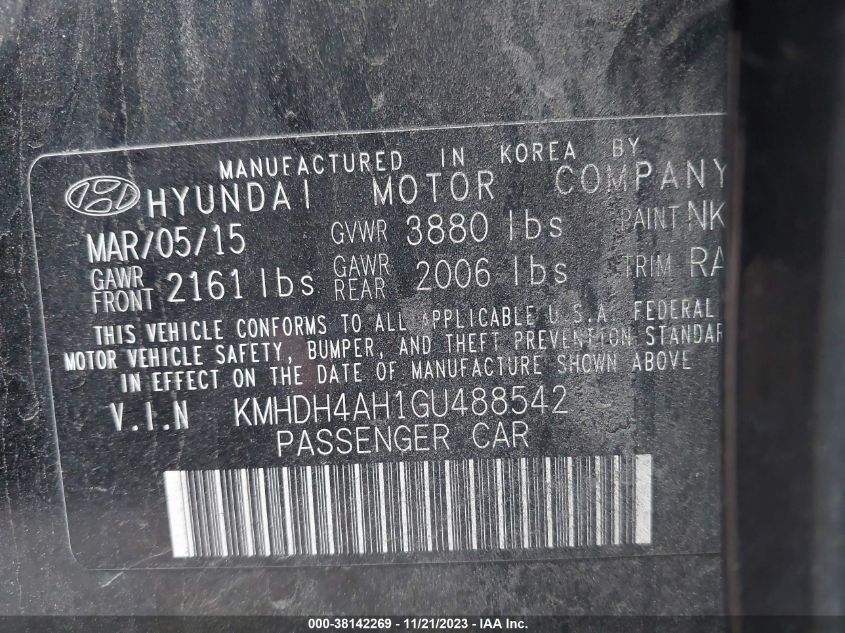 MANUFACTURED IN KOREA BY
HYUNDAI MOTOR COMPANY
MAR/05/15 GVWR 3880 lbs PAINT NK
GAWR FRONT 2161 lbs GAWR REAR 2006 lbs TRIM RA
THIS VEHICLE CONFORMS TO ALL APPLICABLE U.S.A. FEDERAL
MOTOR VEHICLE SAFETY, BUMPER, AND THEFT PREVENTION STANDAR
IN EFFECT ON THE DATE OF MANUFACTURE SHOWN ABOVE
V.I.N KMHDH4AH1GU488542
PASSENGER CAR
000-38142269 - 11/21/2023 - IAA Inc.